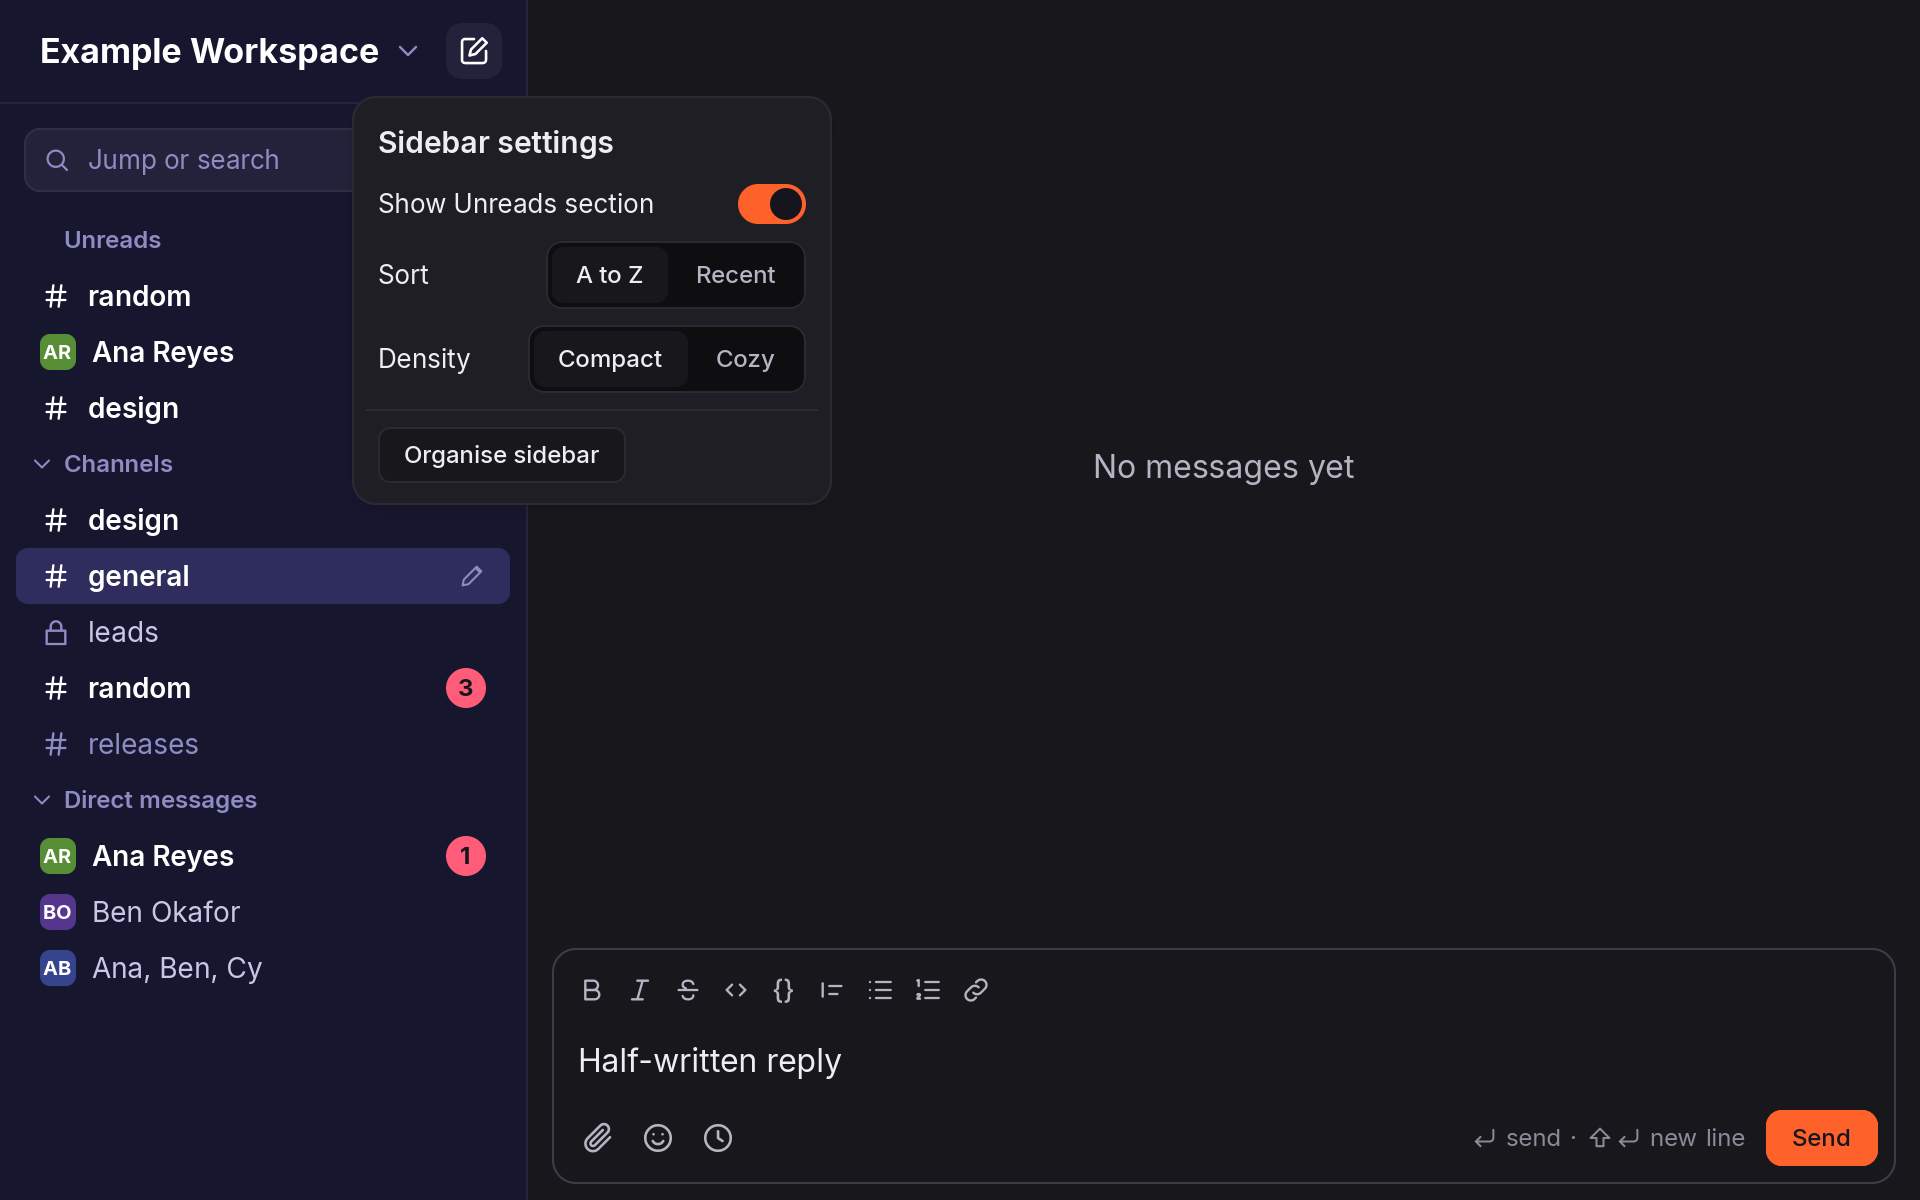 Example Workspace
Jump or search
Unreads
# random
AR Ana Reyes
# design
Channels
# design
# general
leads
# random 3
# releases
Direct messages
AR Ana Reyes 1
BO Ben Okafor
AB Ana, Ben, Cy
Sidebar settings
Show Unreads section
Sort A to Z Recent
Density Compact Cozy
Organise sidebar
No messages yet
Half-written reply
send · new line Send